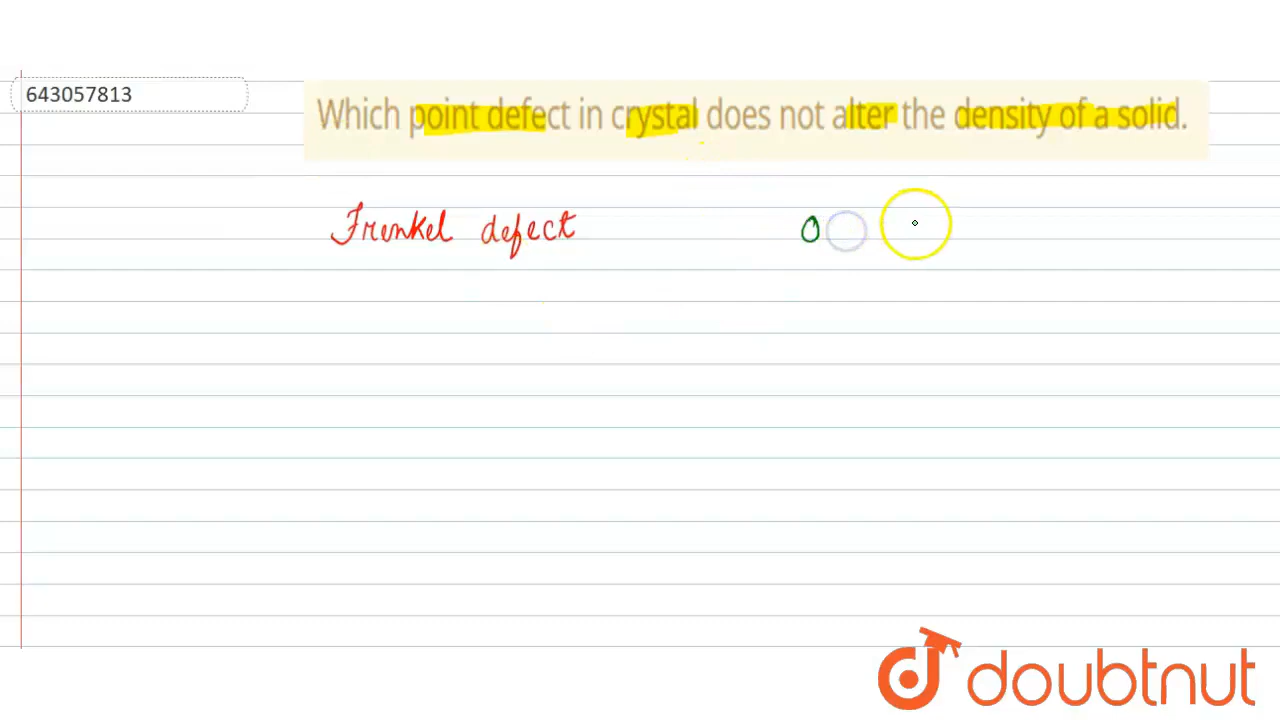 643057813
Which point defect in crystal does not alter the density of a solid.
Frenkel defect
doubtnut